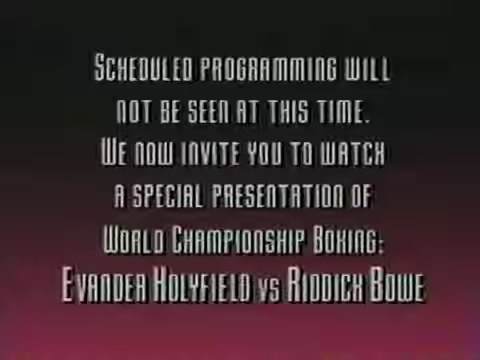 Scheduled programming will
not be seen at this time.
We now invite you to watch
a special presentation of
World Championship Boxing:
Evander Holyfield vs Riddick Bowe